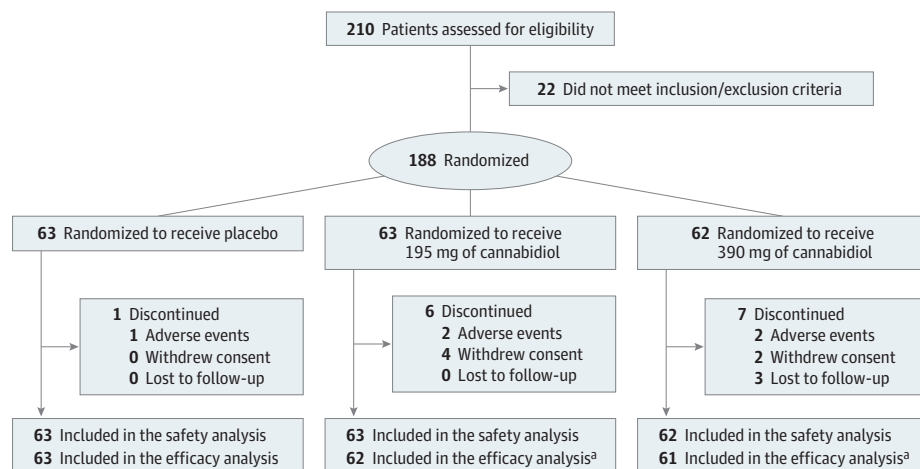 210 Patients assessed for eligibility
22 Did not meet inclusion/exclusion criteria
188 Randomized
63 Randomized to receive placebo
63 Randomized to receive
195 mg of cannabidiol
62 Randomized to receive
390 mg of cannabidiol
1 Discontinued
1 Adverse events
0 Withdrew consent
0 Lost to follow-up
6 Discontinued
2 Adverse events
4 Withdrew consent
0 Lost to follow-up
7 Discontinued
2 Adverse events
2 Withdrew consent
3 Lost to follow-up
63 Included in the safety analysis
63 Included in the efficacy analysis
63 Included in the safety analysis
62 Included in the efficacy analysisᵃ
62 Included in the safety analysis
61 Included in the efficacy analysisᵃ